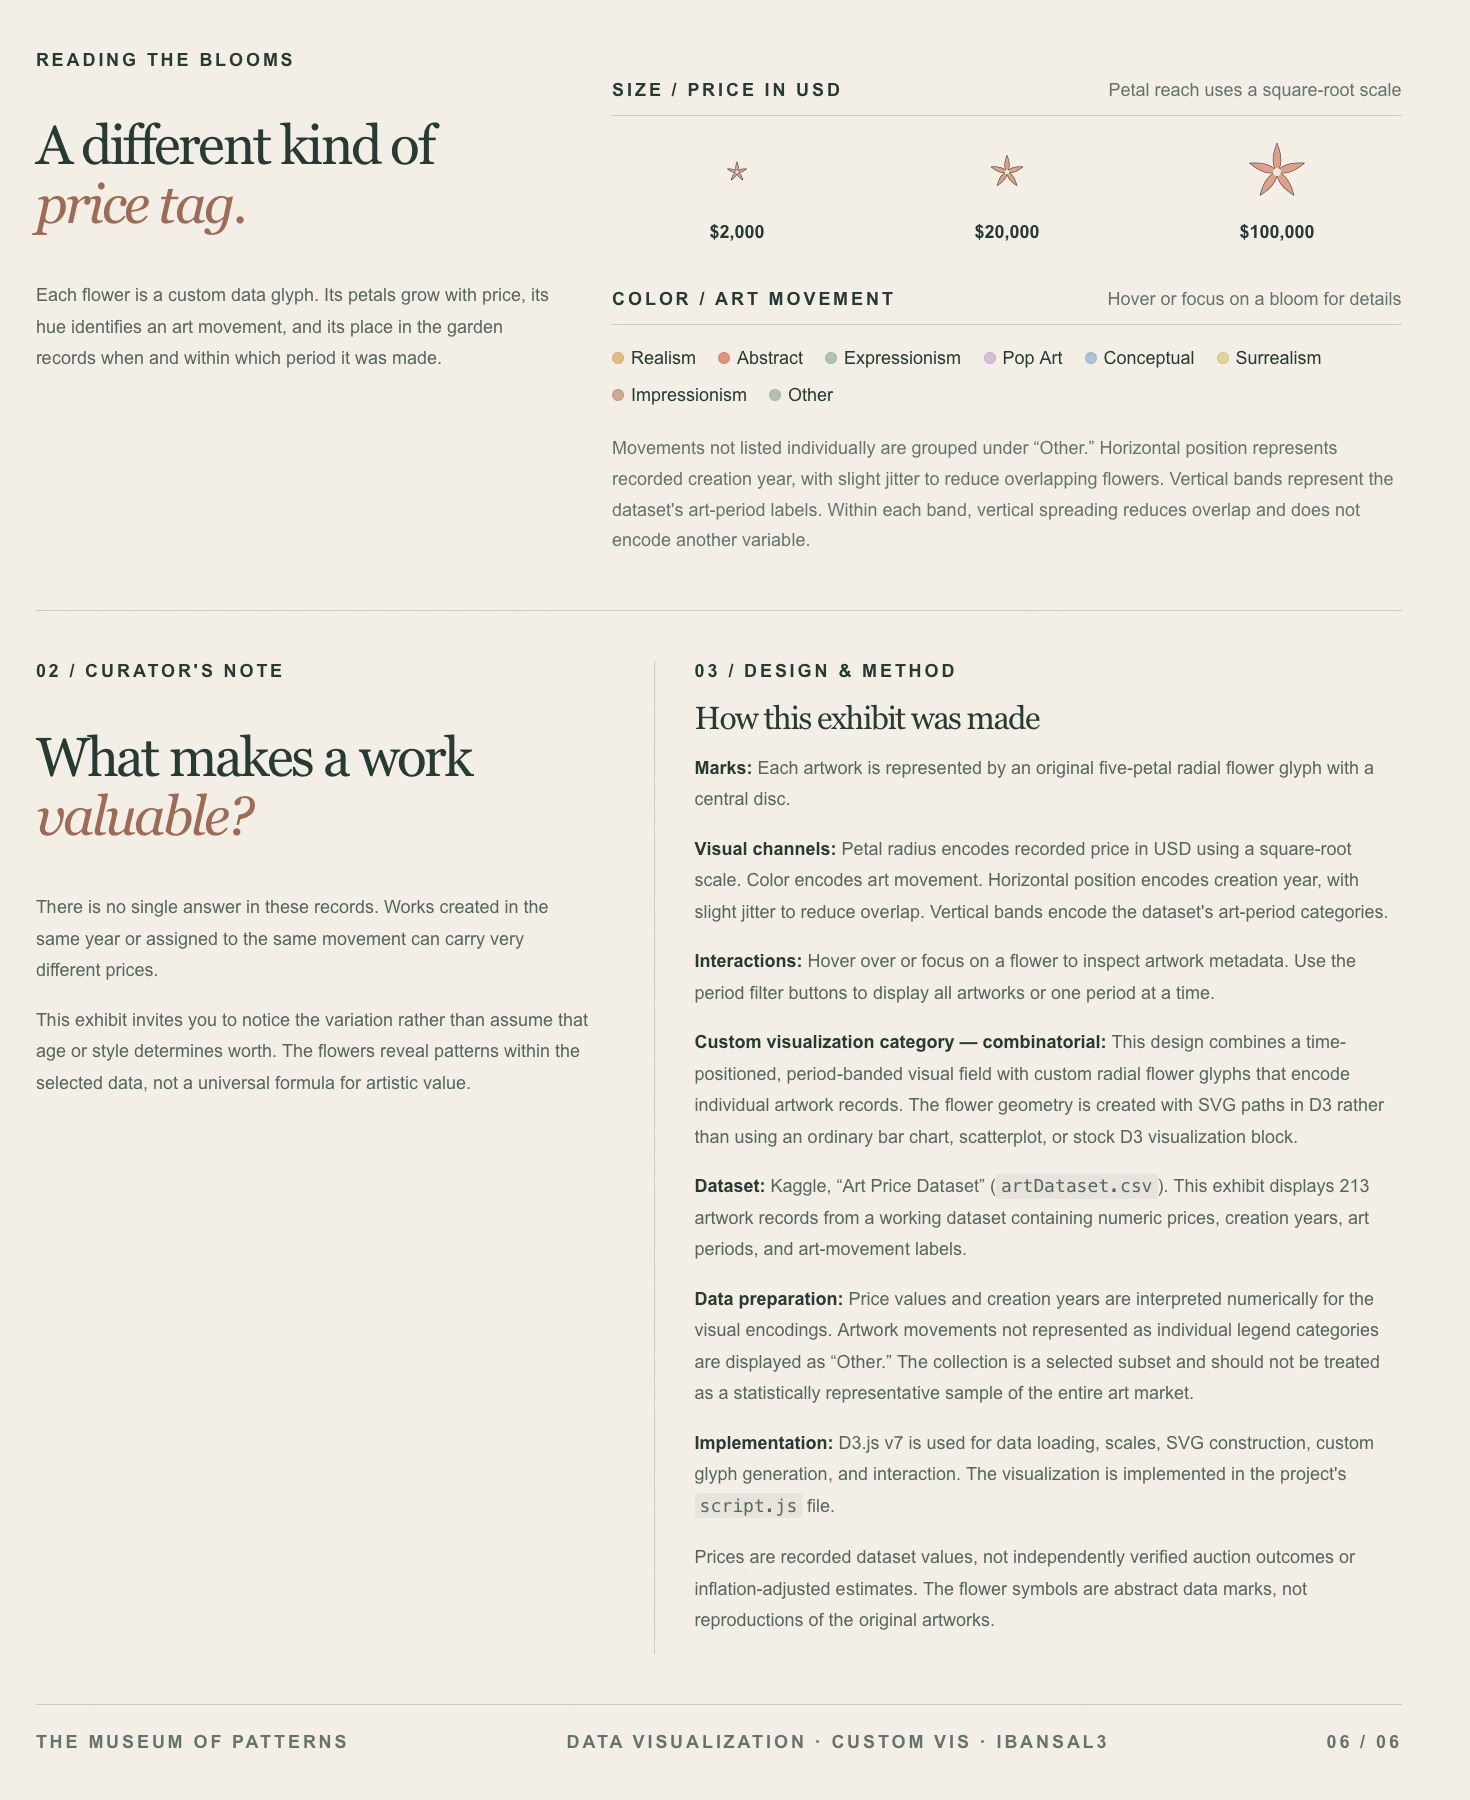 READING THE BLOOMS
A different kind of
price tag.
Each flower is a custom data glyph. Its petals grow with price, its
hue identifies an art movement, and its place in the garden
records when and within which period it was made.
SIZE / PRICE IN USD
Petal reach uses a square-root scale
$2,000
$20,000
$100,000
COLOR / ART MOVEMENT
Hover or focus on a bloom for details
Realism
Abstract
Expressionism
Pop Art
Conceptual
Surrealism
Impressionism
Other
Movements not listed individually are grouped under “Other.” Horizontal position represents
recorded creation year, with slight jitter to reduce overlapping flowers. Vertical bands represent the
dataset's art-period labels. Within each band, vertical spreading reduces overlap and does not
encode another variable.
02 / CURATOR'S NOTE
What makes a work
valuable?
There is no single answer in these records. Works created in the
same year or assigned to the same movement can carry very
different prices.
This exhibit invites you to notice the variation rather than assume that
age or style determines worth. The flowers reveal patterns within the
selected data, not a universal formula for artistic value.
03 / DESIGN & METHOD
How this exhibit was made
Marks: Each artwork is represented by an original five-petal radial flower glyph with a
central disc.
Visual channels: Petal radius encodes recorded price in USD using a square-root
scale. Color encodes art movement. Horizontal position encodes creation year, with
slight jitter to reduce overlap. Vertical bands encode the dataset's art-period categories.
Interactions: Hover over or focus on a flower to inspect artwork metadata. Use the
period filter buttons to display all artworks or one period at a time.
Custom visualization category — combinatorial: This design combines a time-
positioned, period-banded visual field with custom radial flower glyphs that encode
individual artwork records. The flower geometry is created with SVG paths in D3 rather
than using an ordinary bar chart, scatterplot, or stock D3 visualization block.
Dataset: Kaggle, “Art Price Dataset” (artDataset.csv). This exhibit displays 213
artwork records from a working dataset containing numeric prices, creation years, art
periods, and art-movement labels.
Data preparation: Price values and creation years are interpreted numerically for the
visual encodings. Artwork movements not represented as individual legend categories
are displayed as “Other.” The collection is a selected subset and should not be treated
as a statistically representative sample of the entire art market.
Implementation: D3.js v7 is used for data loading, scales, SVG construction, custom
glyph generation, and interaction. The visualization is implemented in the project's
script.js file.
Prices are recorded dataset values, not independently verified auction outcomes or
inflation-adjusted estimates. The flower symbols are abstract data marks, not
reproductions of the original artworks.
THE MUSEUM OF PATTERNS
DATA VISUALIZATION · CUSTOM VIS · IBANSAL3
06 / 06